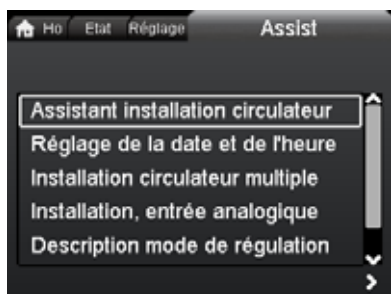 Ho Etat Réglage Assist
Assistant installation circulateur
Réglage de la date et de l'heure
Installation circulateur multiple
Installation, entrée analogique
Description mode de régulation